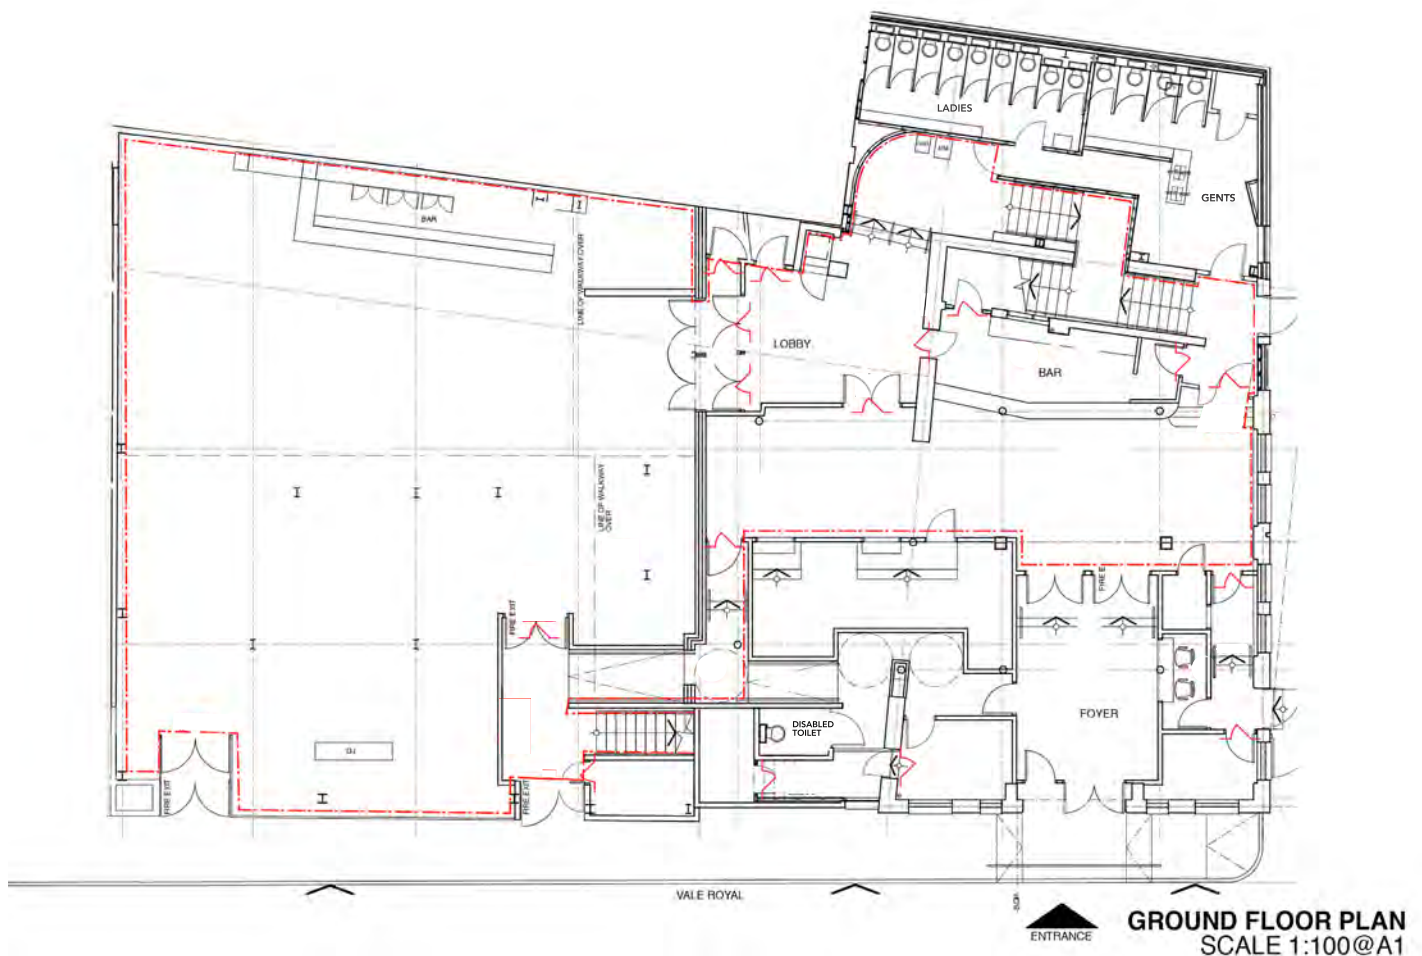 LADIES
GENTS
BAR
LINE OF WALKWAY OVER
LOBBY
BAR
LINE OF WALKWAY
OVER
FIRE E
FIRE EXIT
FOYER
DISABLED
TOILET
DJ
FIRE EXIT
FIRE EXIT
VALE ROYAL
ENTRANCE
GROUND FLOOR PLAN
SCALE 1:100@A1